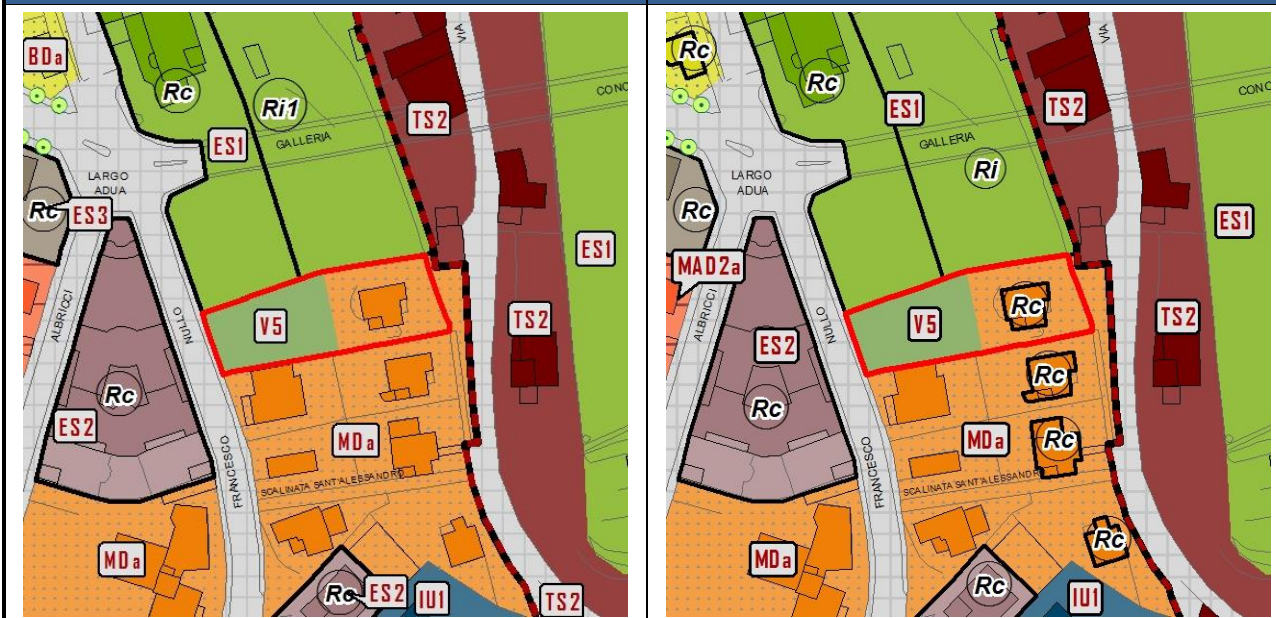 BDa
Rc
Ri1
VIA
CONC
TS2
ES1
GALLERIA
LARGO
ADUA
Rc
ES3
ES1
ALBRICCI
NULLO
V5
TS2
Rc
ES2
MDa
FRANCESCO
SCALINATA SANT'ALESSANDRO
MDa
Rc
ES2
IU1
TS2
Rc
Rc
VIA
CONC
ES1
TS2
GALLERIA
Ri
LARGO
ADUA
Rc
ES1
MAD2a
ALBRICCI
NULLO
V5
Rc
TS2
ES2
Rc
Rc
MDa
Rc
FRANCESCO
SCALINATA SANT'ALESSANDRO
Rc
MDa
Rc
IU1